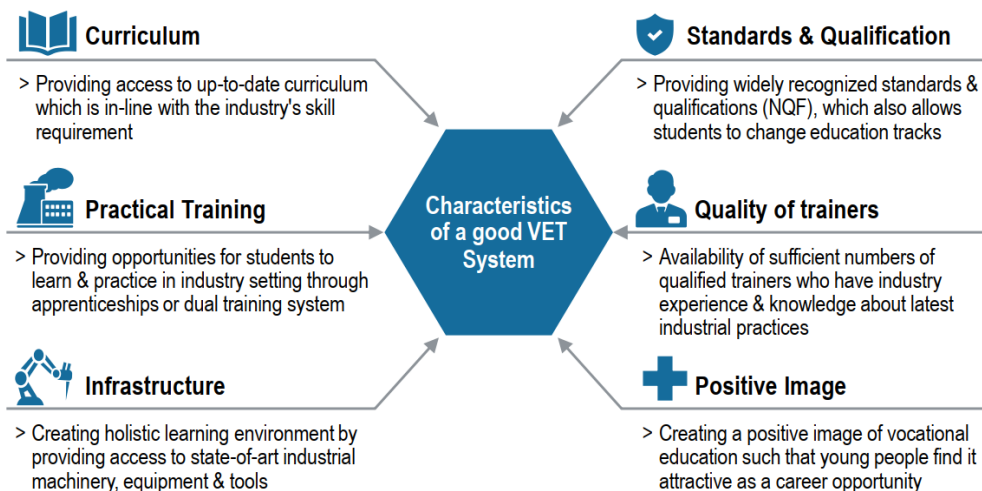 Curriculum
> Providing access to up-to-date curriculum
which is in-line with the industry's skill
requirement
Practical Training
> Providing opportunities for students to
learn & practice in industry setting through
apprenticeships or dual training system
Infrastructure
> Creating holistic learning environment by
providing access to state-of-art industrial
machinery, equipment & tools
Characteristics
of a good VET
System
Standards & Qualification
> Providing widely recognized standards &
qualifications (NQF), which also allows
students to change education tracks
Quality of trainers
> Availability of sufficient numbers of
qualified trainers who have industry
experience & knowledge about latest
industrial practices
Positive Image
> Creating a positive image of vocational
education such that young people find it
attractive as a career opportunity